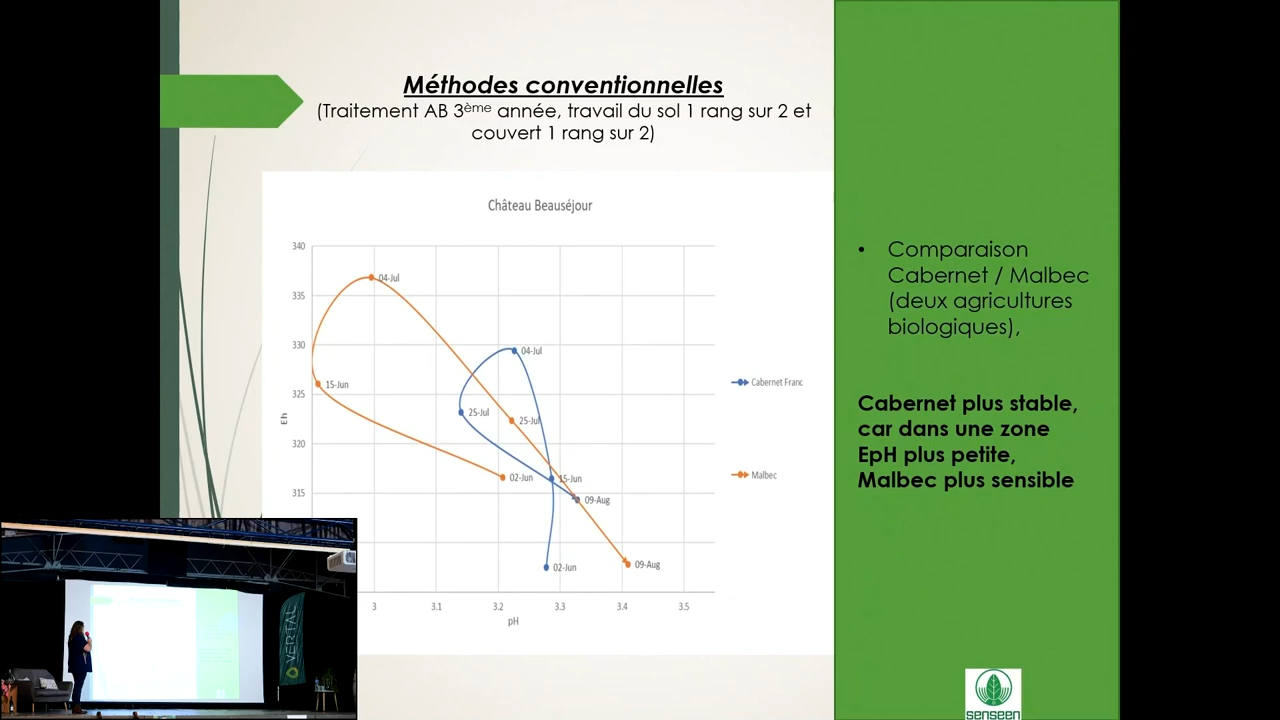 Méthodes conventionnelles
(Traitement AB 3ème année, travail du sol 1 rang sur 2 et
couvert 1 rang sur 2)
Château Beauséjour
340
335
330
325
320
315
Eh
04-Jul
15-Jun
02-Jun
25-Jul
09-Aug
04-Jul
25-Jul
15-Jun
09-Aug
02-Jun
3
3.1
3.2
3.3
3.4
3.5
pH
Cabernet Franc
Malbec
• Comparaison
Cabernet / Malbec
(deux agricultures
biologiques),
Cabernet plus stable,
car dans une zone
EpH plus petite,
Malbec plus sensible
VERTAL
senseen